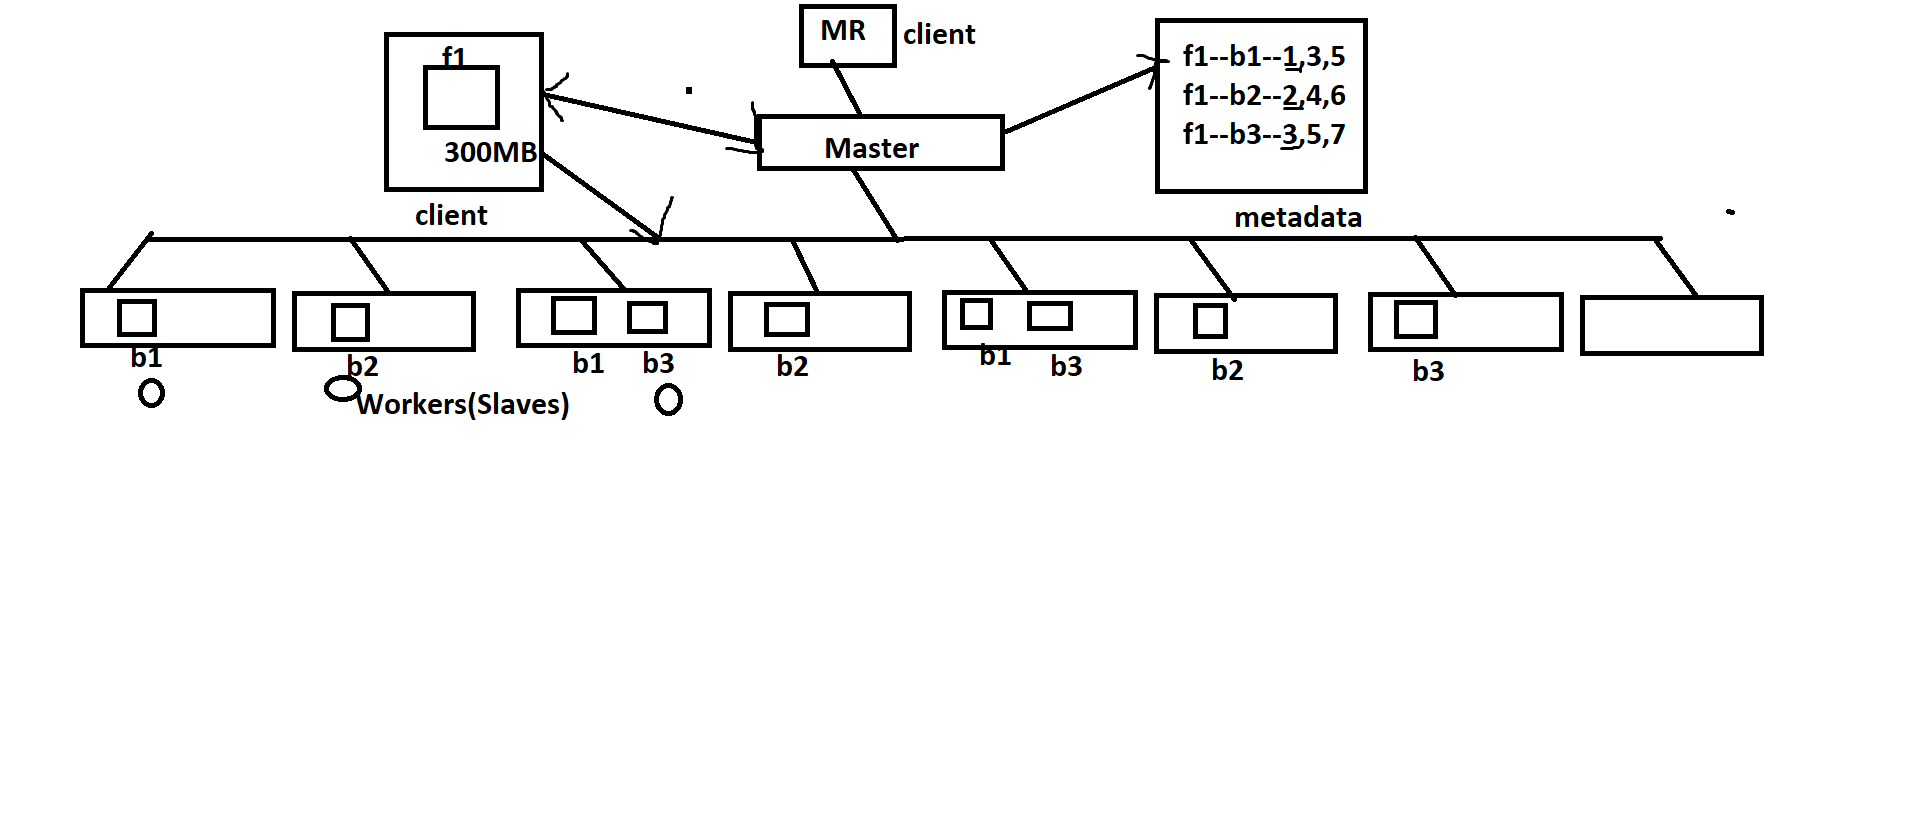 MR
client
f1
300MB
client
Master
f1--b1--1,3,5
f1--b2--2,4,6
f1--b3--3,5,7
metadata
b1
b2
b1
b3
b2
b1
b3
b2
b3
Workers(Slaves)